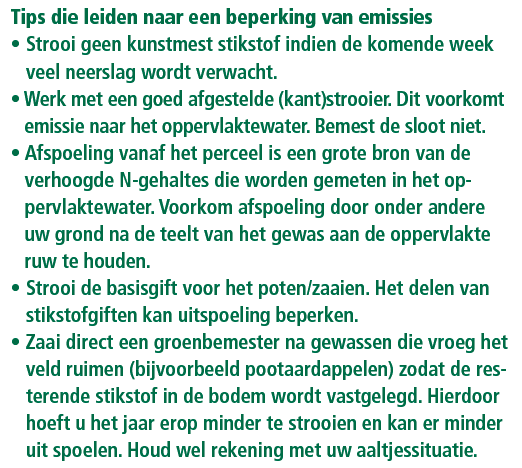 Tips die leiden naar een beperking van emissies
• Strooi geen kunstmest stikstof indien de komende week
veel neerslag wordt verwacht.
• Werk met een goed afgestelde (kant)strooier. Dit voorkomt
emissie naar het oppervlaktewater. Bemest de sloot niet.
• Afspoeling vanaf het perceel is een grote bron van de
verhoogde N-gehaltes die worden gemeten in het op-
pervlaktewater. Voorkom afspoeling door onder andere
uw grond na de teelt van het gewas aan de oppervlakte
ruw te houden.
• Strooi de basisgift voor het poten/zaaien. Het delen van
stikstofgiften kan uitspoeling beperken.
• Zaai direct een groenbemester na gewassen die vroeg het
veld ruimen (bijvoorbeeld pootaardappelen) zodat de res-
terende stikstof in de bodem wordt vastgelegd. Hierdoor
hoeft u het jaar erop minder te strooien en kan er minder
uit spoelen. Houd wel rekening met uw aaltjessituatie.